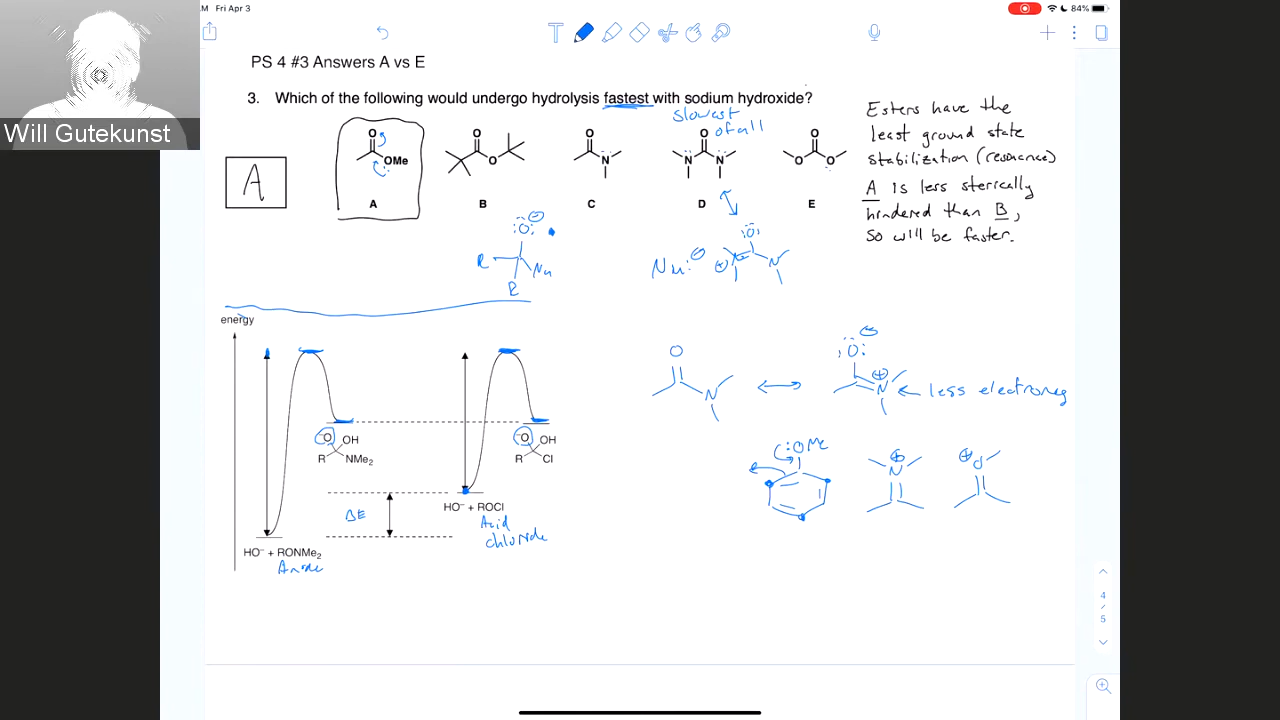 M Fri Apr 3
84%
Will Gutekunst
PS 4 #3 Answers A vs E
3. Which of the following would undergo hydrolysis fastest with sodium hydroxide?
Slowest
of all
A
O
OMe
A
O
O
B
O
N
C
O
N
N
D
O
O
O
E
Esters have the
least ground state
stabilization (resonance)
A is less sterically
hindered than B,
so will be faster.
:O:⊖
R
Nu
R
Nu:⊖
⊕
:O:
N
energy
⁻O OH
R NMe₂
⁻O OH
R Cl
ΔE
HO⁻ + ROCl
Acid
chloride
HO⁻ + RONMe₂
Amide
O
N
⊖
:O:
⊕
N
less electroneg
:OMe
⊕
N
⊕
O
4
/
5